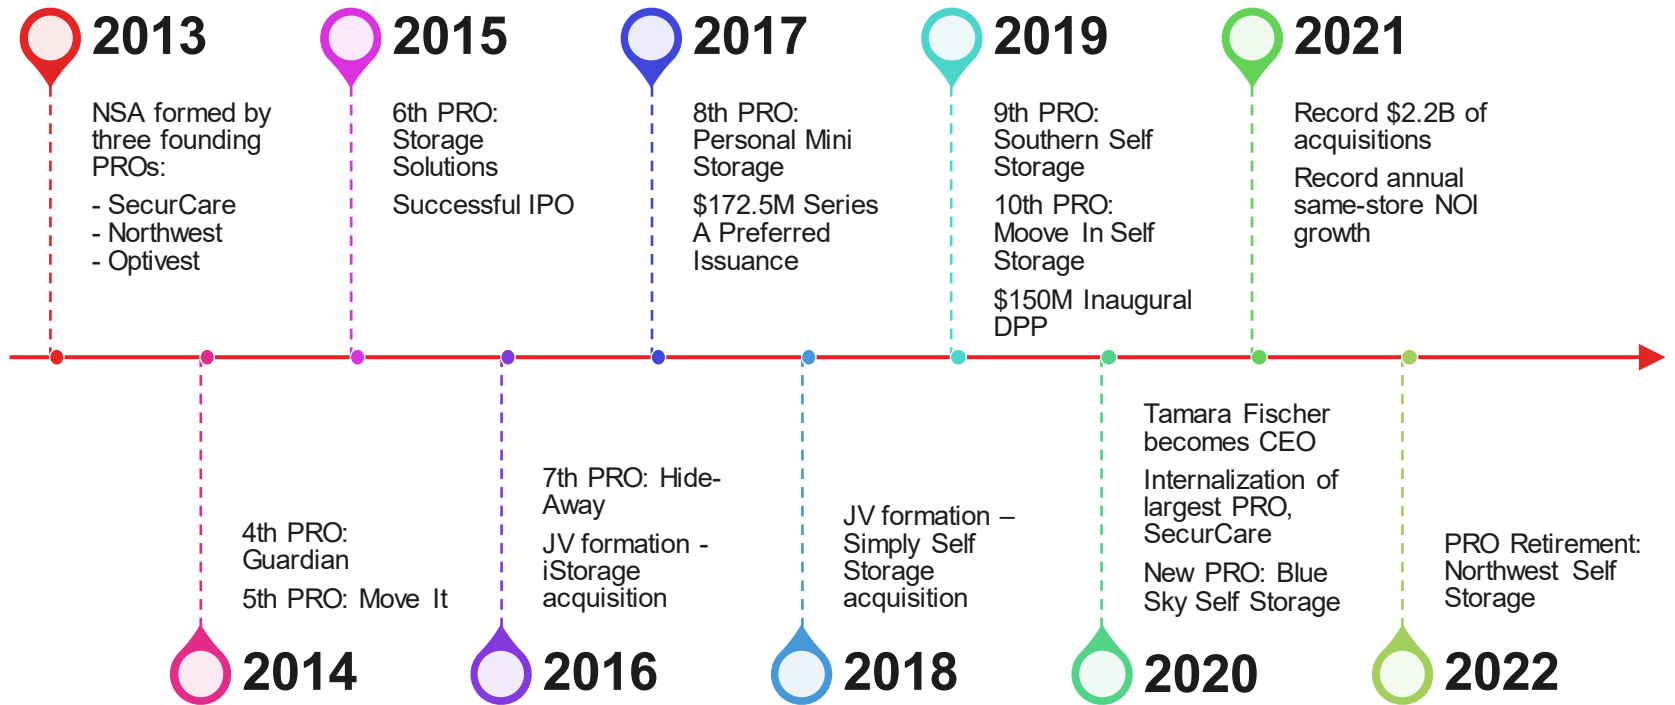 2013
NSA formed by
three founding
PROs:
- SecurCare
- Northwest
- Optivest
2015
6th PRO:
Storage
Solutions
Successful IPO
2017
8th PRO:
Personal Mini
Storage
$172.5M Series
A Preferred
Issuance
2019
9th PRO:
Southern Self
Storage
10th PRO:
Moove In Self
Storage
$150M Inaugural
DPP
2021
Record $2.2B of
acquisitions
Record annual
same-store NOI
growth
4th PRO:
Guardian
5th PRO: Move It
2014
7th PRO: Hide-
Away
JV formation -
iStorage
acquisition
2016
JV formation –
Simply Self
Storage
acquisition
2018
Tamara Fischer
becomes CEO
Internalization of
largest PRO,
SecurCare
New PRO: Blue
Sky Self Storage
2020
PRO Retirement:
Northwest Self
Storage
2022